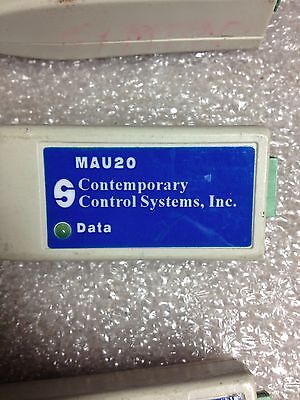 MAU20
Contemporary
Control Systems, Inc.
Data